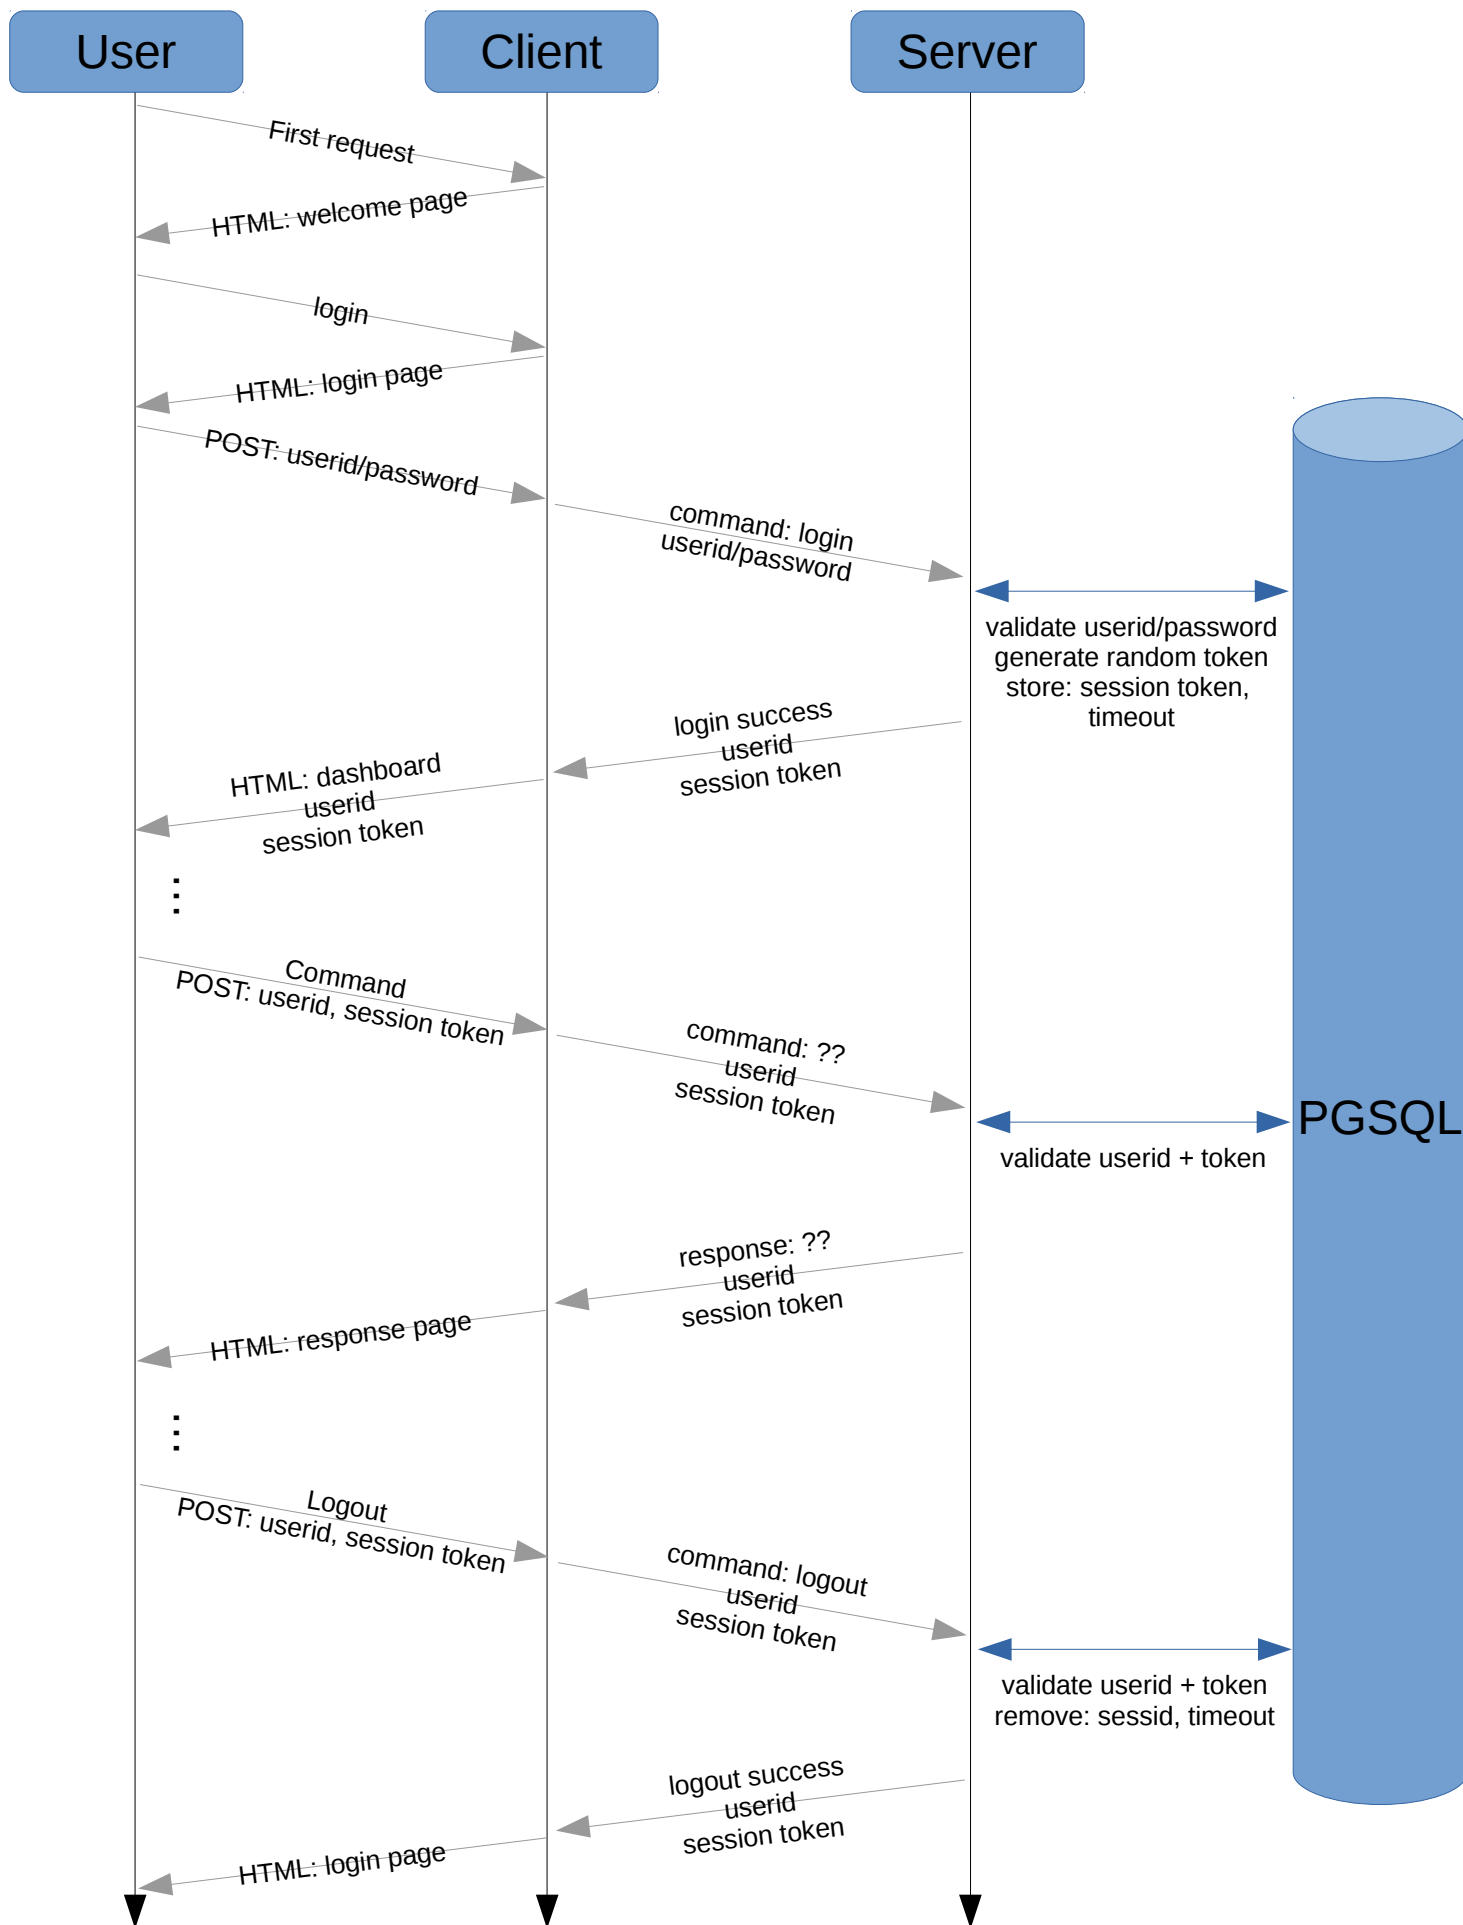 User
Client
Server
First request
HTML: welcome page
login
HTML: login page
POST: userid/password
command: login
userid/password
validate userid/password
generate random token
store: session token,
timeout
login success
userid
session token
HTML: dashboard
userid
session token
...
Command
POST: userid, session token
command: ??
userid
session token
PGSQL
validate userid + token
response: ??
userid
session token
HTML: response page
...
Logout
POST: userid, session token
command: logout
userid
session token
validate userid + token
remove: sessid, timeout
logout success
userid
session token
HTML: login page